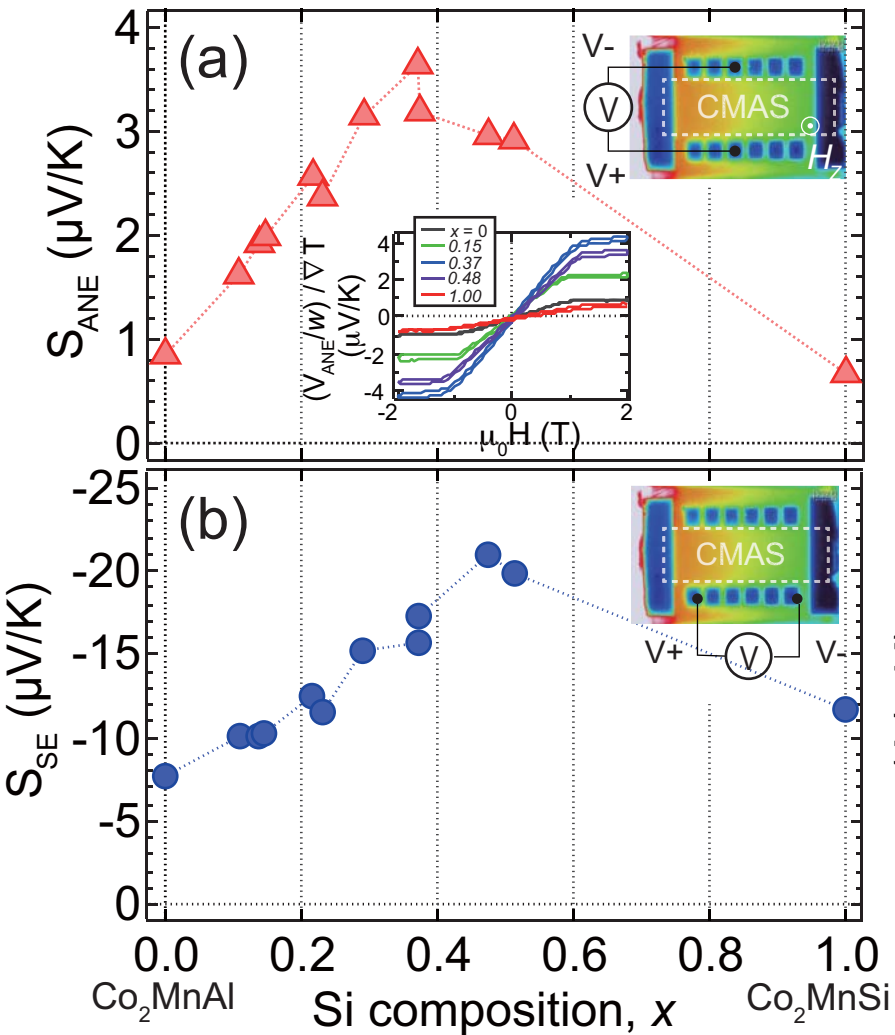 (a)
S_ANE (μV/K)
4
3
2
1
0
V-
V
V+
CMAS
H_z
(V_ANE/w) / ∇T
(μV/K)
x = 0
0.15
0.37
0.48
1.00
4
2
0
-2
-4
-2
0
2
μ₀H (T)
(b)
S_SE (μV/K)
-25
-20
-15
-10
-5
0
CMAS
V+
V
V-
0.0
0.2
0.4
0.6
0.8
1.0
Co₂MnAl
Si composition, x
Co₂MnSi